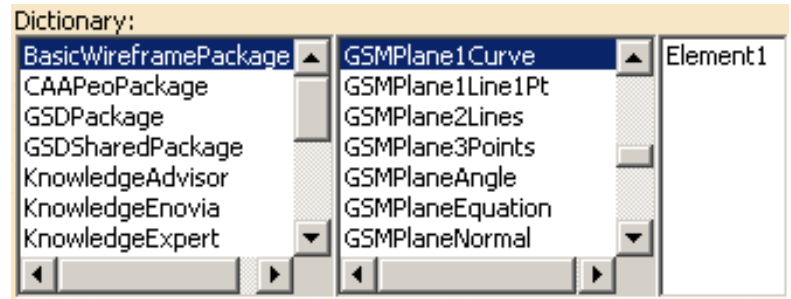 Dictionary:
BasicWireframePackage
CAAPeoPackage
GSDPackage
GSDSharedPackage
KnowledgeAdvisor
KnowledgeEnovia
KnowledgeExpert
GSMPlane1Curve
GSMPlane1Line1Pt
GSMPlane2Lines
GSMPlane3Points
GSMPlaneAngle
GSMPlaneEquation
GSMPlaneNormal
Element1